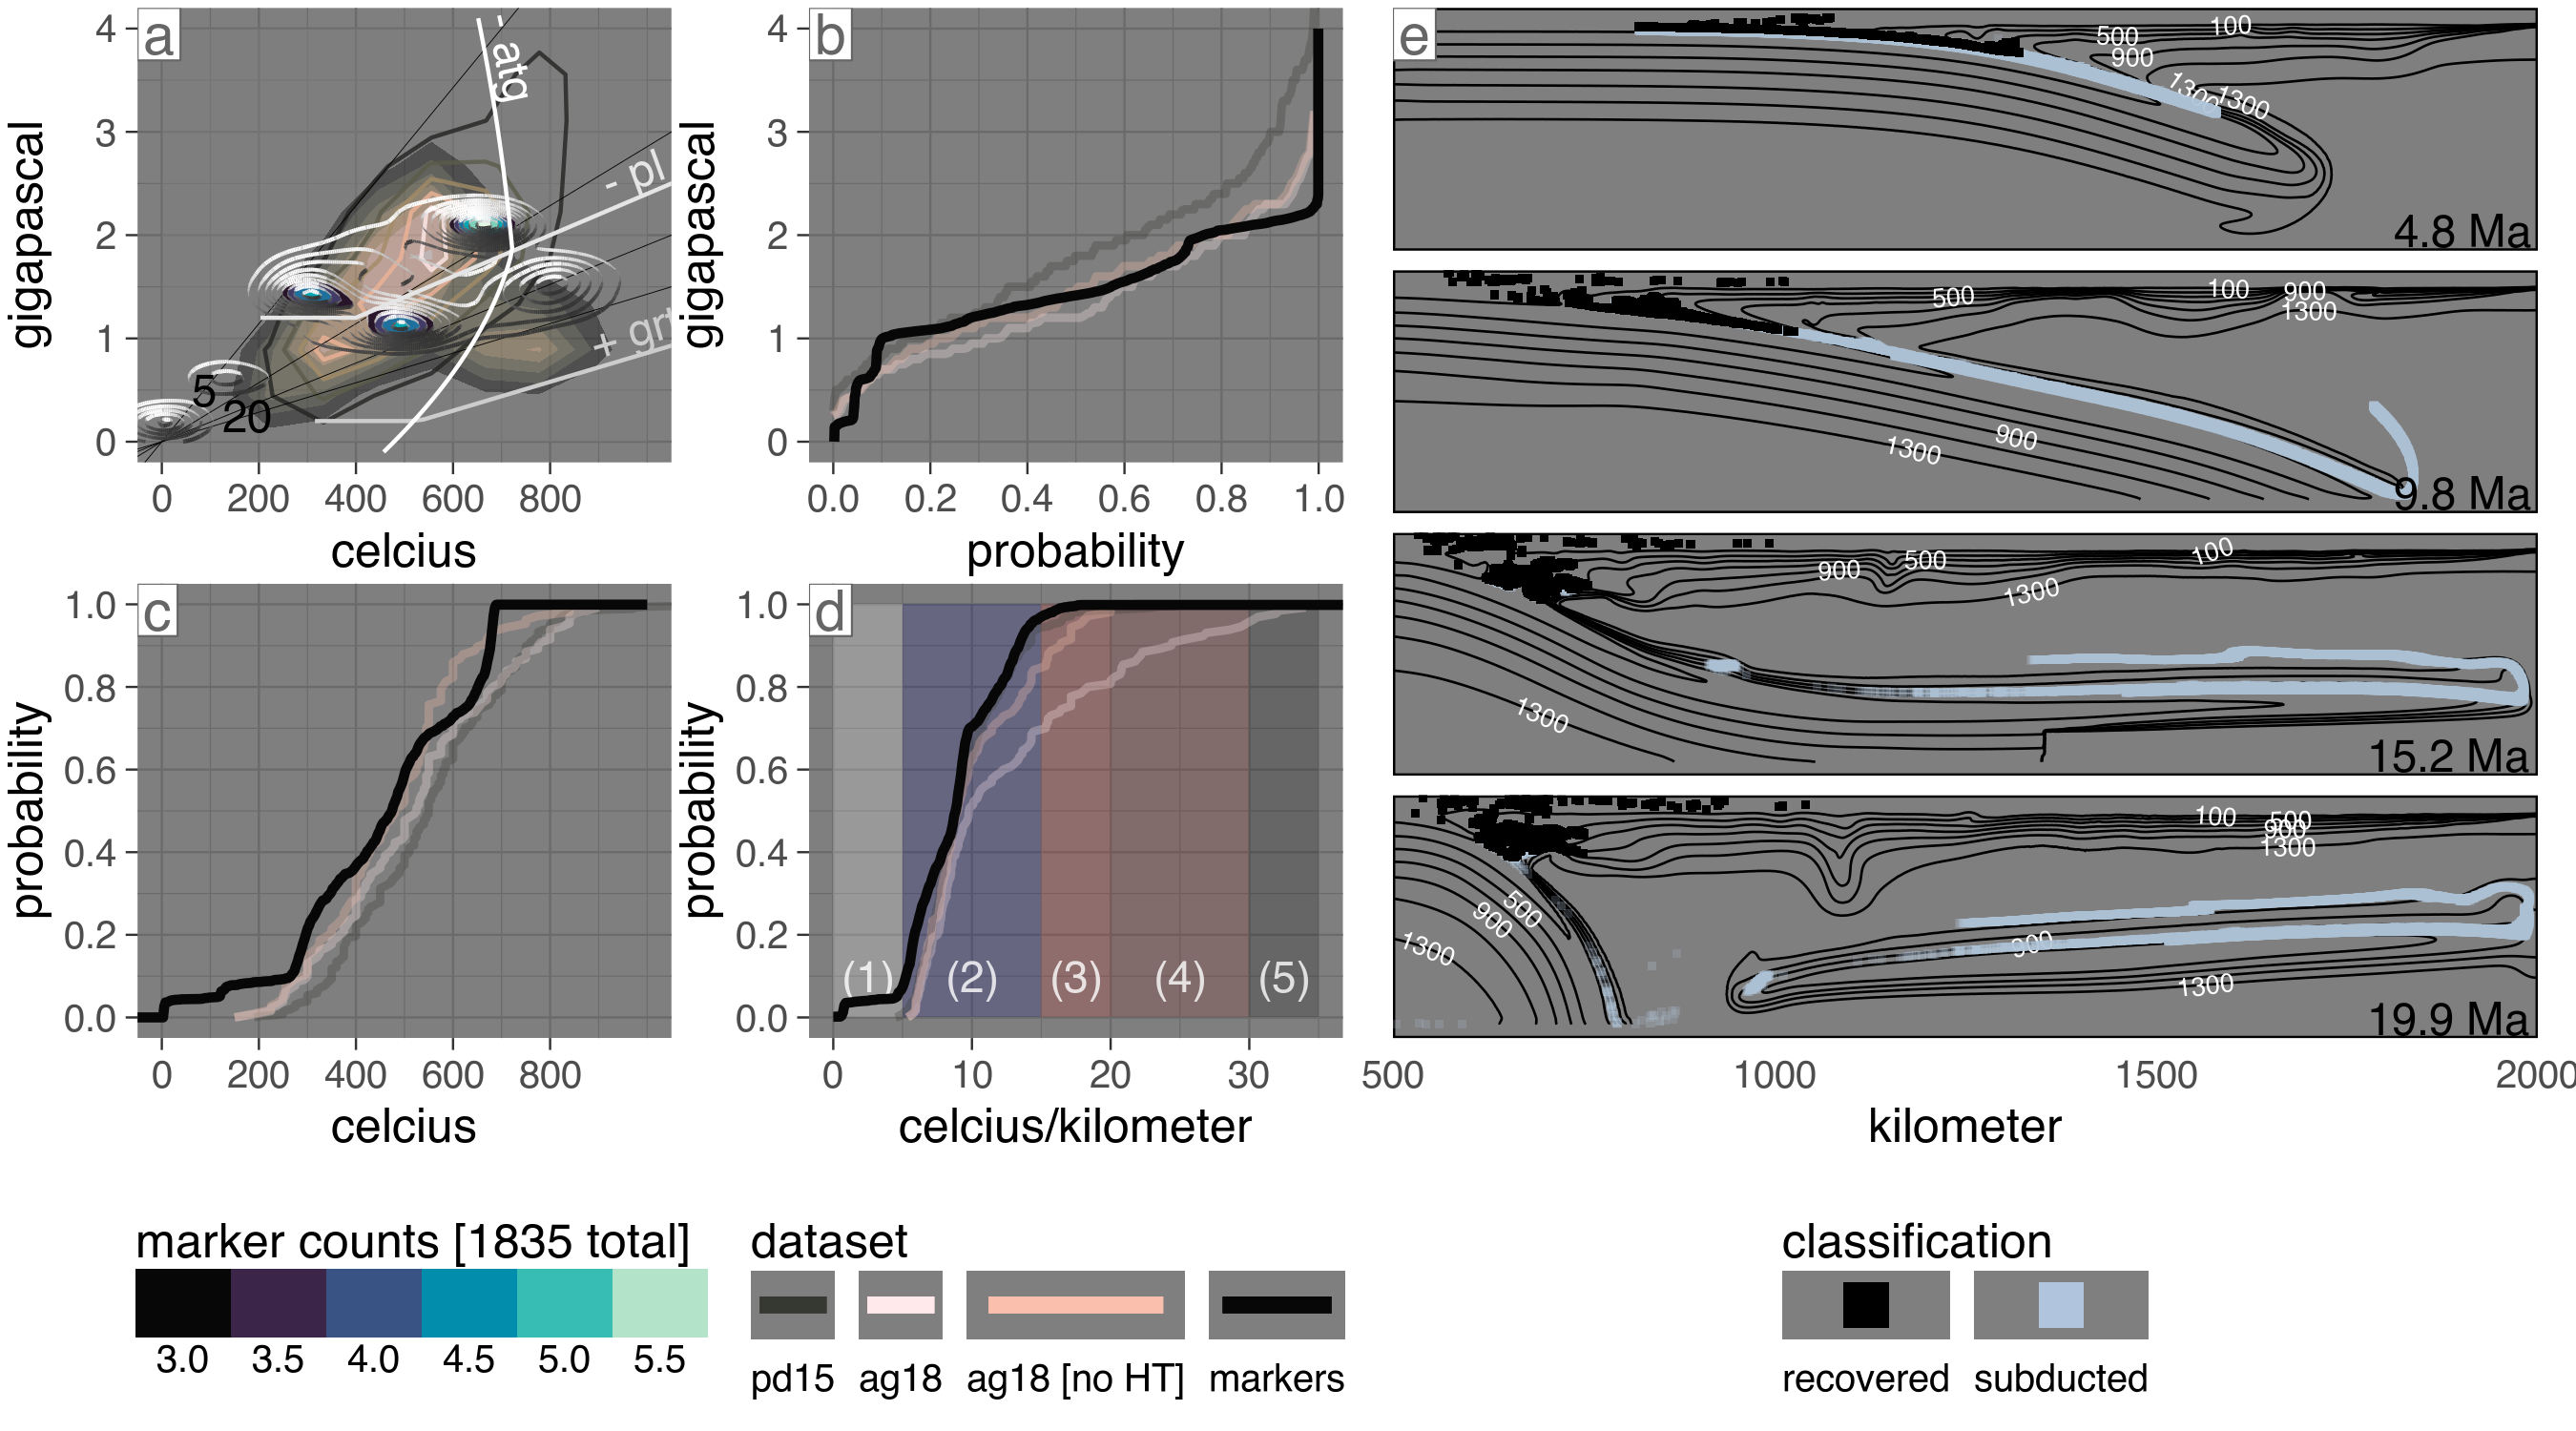 a
gigapascal
4
3
2
1
0
- atg
- pl
+ grt
5
20
0 200 400 600 800
celcius
b
gigapascal
4
3
2
1
0
0.0 0.2 0.4 0.6 0.8 1.0
probability
c
probability
1.0
0.8
0.6
0.4
0.2
0.0
0 200 400 600 800
celcius
d
probability
1.0
0.8
0.6
0.4
0.2
0.0
(1) (2) (3) (4) (5)
0 10 20 30
celcius/kilometer
e
100
500
900
1300
1300
4.8 Ma
500 100 900
1300
900
1300
9.8 Ma
100
500
900
1300
1300
15.2 Ma
100 500
900
1300
500
900
1300
900
1300
19.9 Ma
500 1000 1500 2000
kilometer
marker counts [1835 total]
3.0 3.5 4.0 4.5 5.0 5.5
dataset
pd15 ag18 ag18 [no HT] markers
classification
recovered subducted